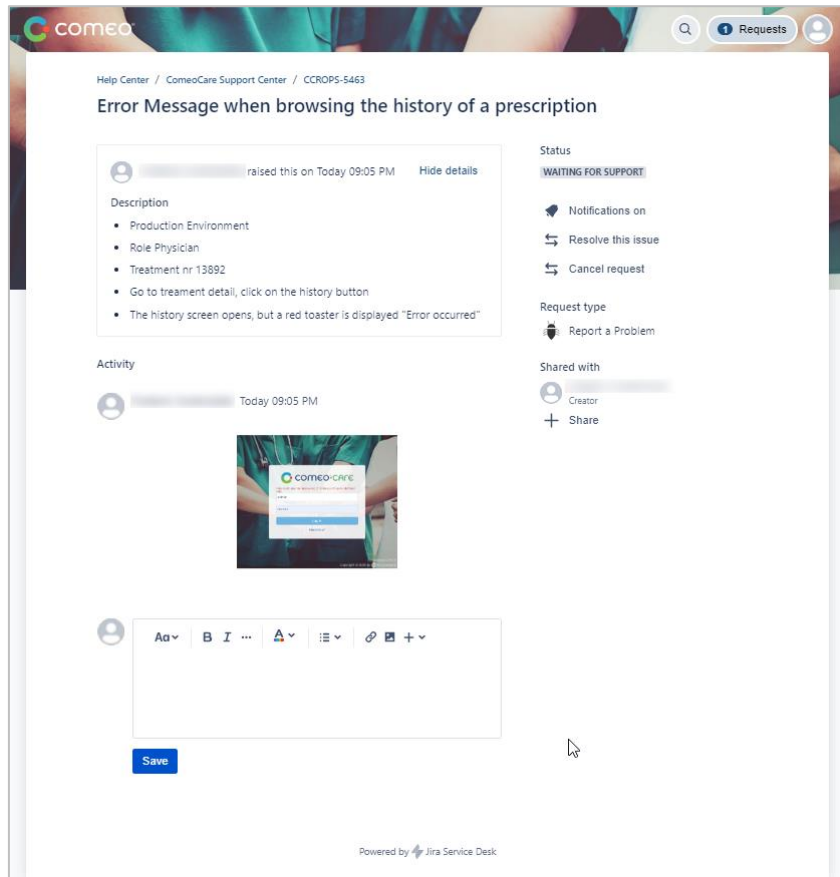 comeo
1 Requests
Help Center / ComeoCare Support Center / CCROPS-5463
Error Message when browsing the history of a prescription
raised this on Today 09:05 PM Hide details
Description
• Production Environment
• Role Physician
• Treatment nr 13892
• Go to treament detail, click on the history button
• The history screen opens, but a red toaster is displayed "Error occurred"
Status
WAITING FOR SUPPORT
Notifications on
Resolve this issue
Cancel request
Request type
Report a Problem
Shared with
Creator
Share
Activity
Today 09:05 PM
comeo-care
Aa B I ... A
Save
Powered by Jira Service Desk